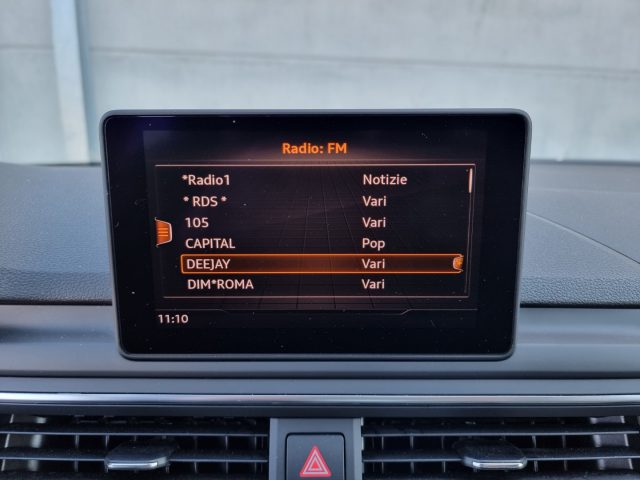 Radio: FM
*Radio1 Notizie
* RDS * Vari
105 Vari
CAPITAL Pop
DEEJAY Vari
DIM*ROMA Vari
11:10